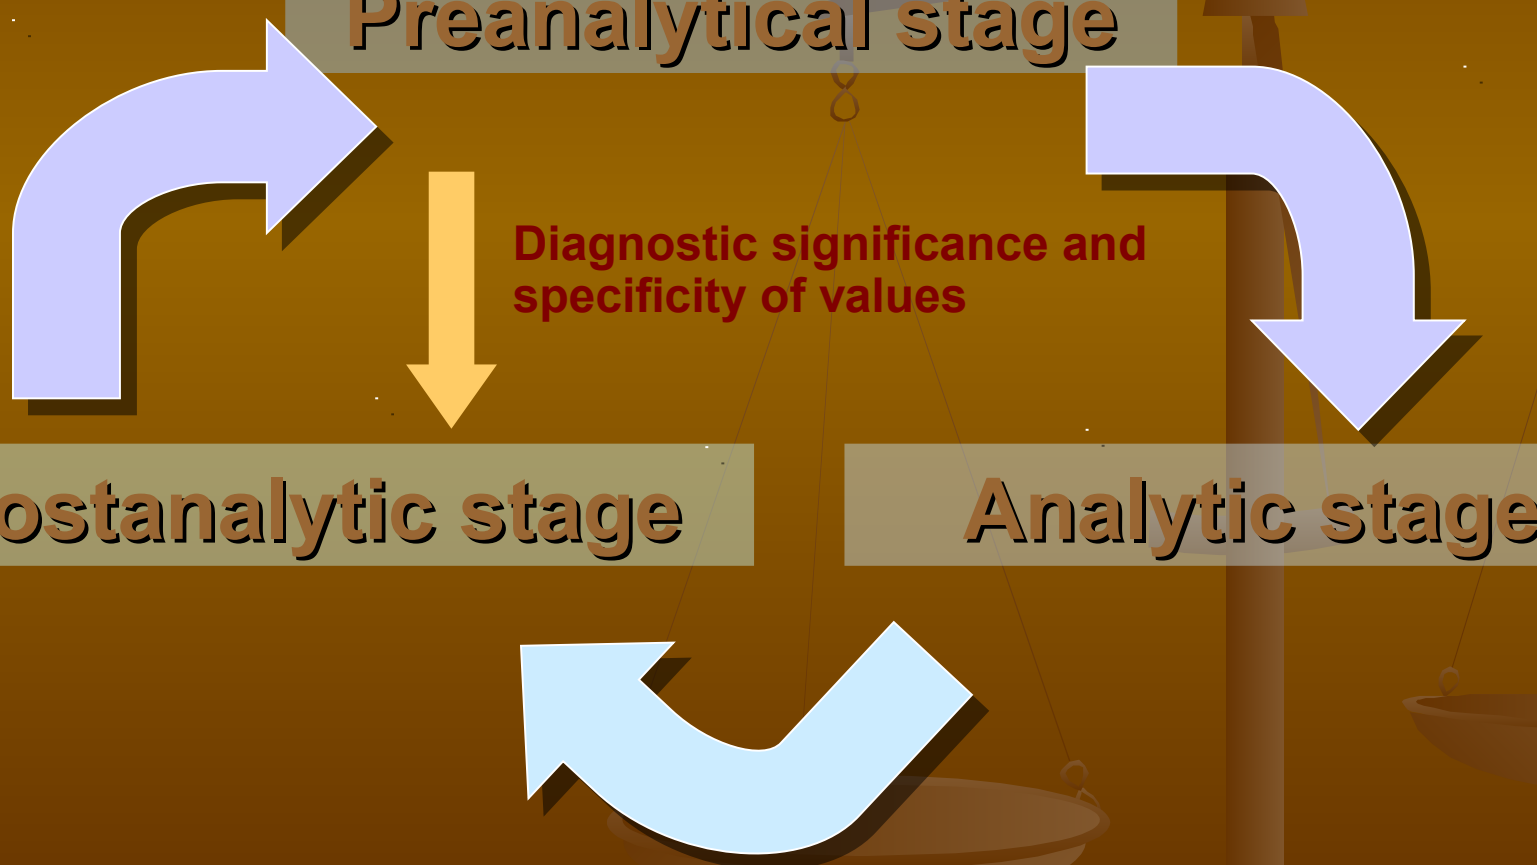 Preanalytical stage
Diagnostic significance and
specificity of values
ostanalytic stage
Analytic stage